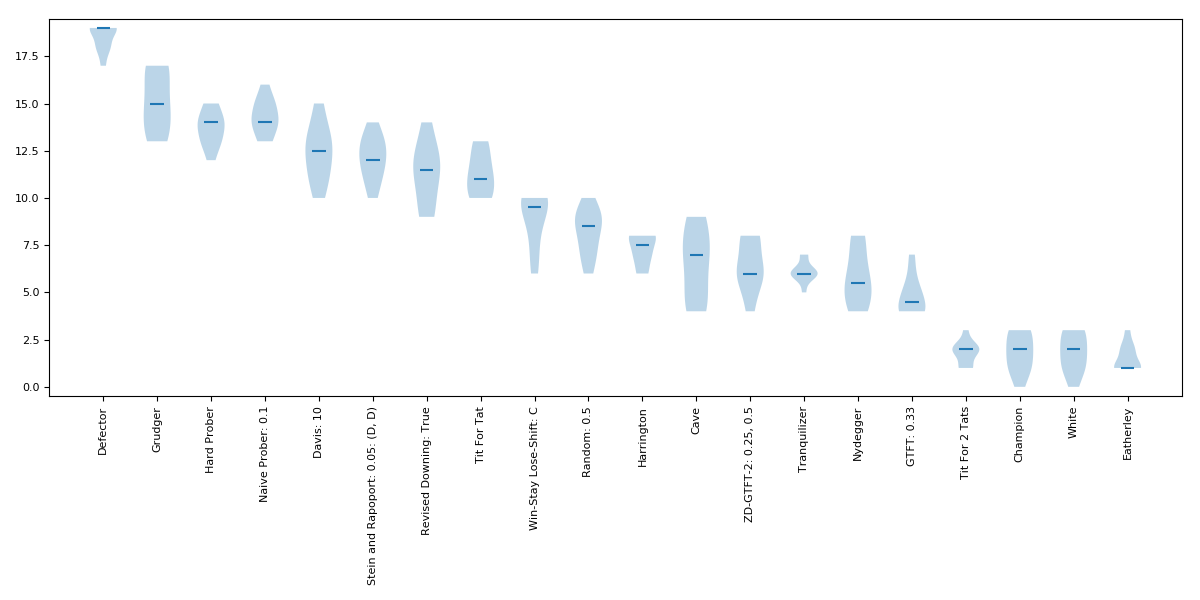 17.5
15.0
12.5
10.0
7.5
5.0
2.5
0.0
Defector
Grudger
Hard Prober
Naive Prober: 0.1
Davis: 10
Stein and Rapoport: 0.05: (D, D)
Revised Downing: True
Tit For Tat
Win-Stay Lose-Shift: C
Random: 0.5
Harrington
Cave
ZD-GTFT-2: 0.25, 0.5
Tranquilizer
Nydegger
GTFT: 0.33
Tit For 2 Tats
Champion
White
Eatherley